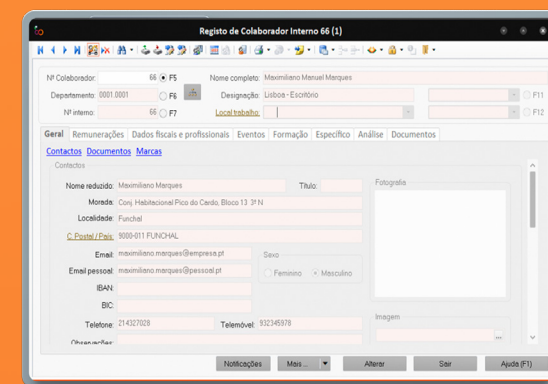 Registo de Colaborador Interno 66 (1)
Nº Colaborador: 66 F5 Nome completo: Maximiliano Manuel Marques
Departamento: 0001.0001 F6 Designação: Lisboa - Escritório F11
Nº interno: 66 F7 Local trabalho: F12
Geral Remunerações Dados fiscais e profissionais Eventos Formação Específico Análise Documentos
Contactos Documentos Marcas
Contactos
Nome reduzido: Maximiliano Marques Título: Fotografia
Morada: Conj. Habitacional Pico do Cardo, Bloco 13 3º N
Localidade: Funchal
C. Postal / País: 9000-011 FUNCHAL
Email: maximiliano.marques@empresa.pt Sexo
Email pessoal: maximiliano.marques@pessoal.pt Feminino Masculino
IBAN:
BIC:
Telefone: 214327028 Telemóvel: 932345978 Imagem
Observações:
...
Notificações Mais... Alterar Sair Ajuda (F1)